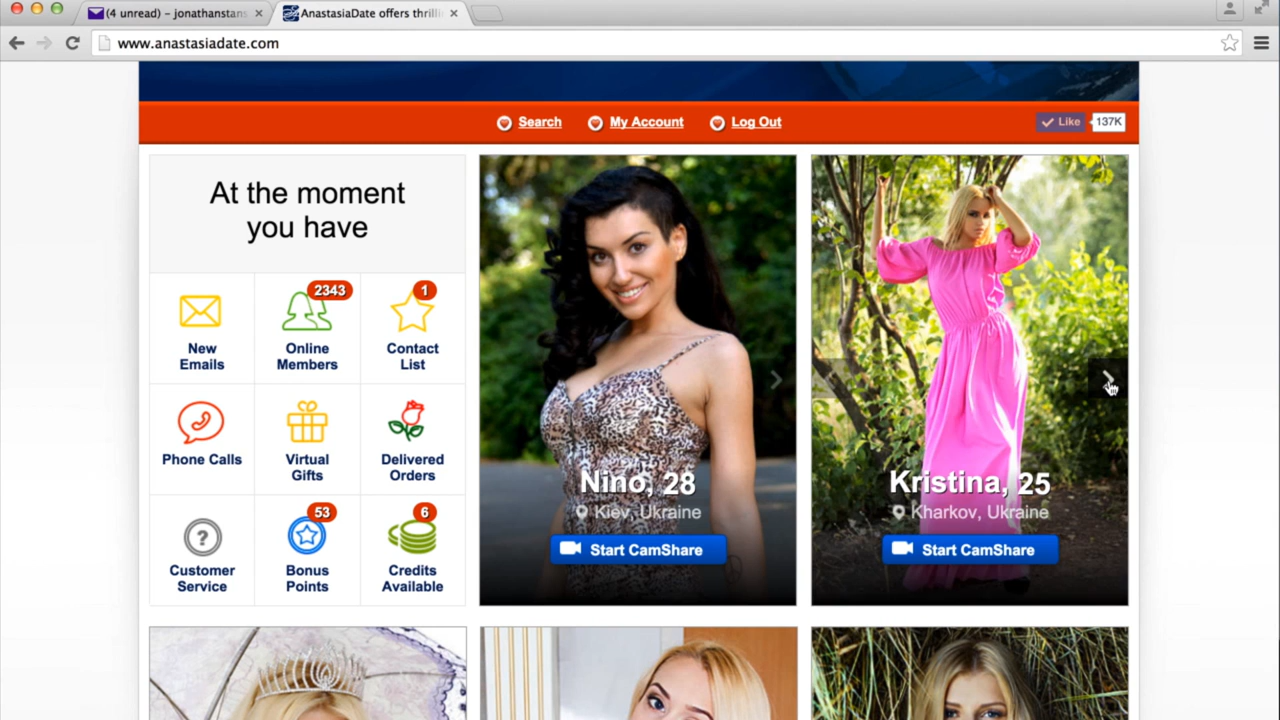 (4 unread) – jonathanstans
AnastasiaDate offers thrilli
www.anastasiadate.com
Search
My Account
Log Out
Like
137K
At the moment
you have
2343
1
New
Emails
Online
Members
Contact
List
Phone Calls
Virtual
Gifts
Delivered
Orders
53
6
?
Customer
Service
Bonus
Points
Credits
Available
Nino, 28
Kiev, Ukraine
Start CamShare
Kristina, 25
Kharkov, Ukraine
Start CamShare